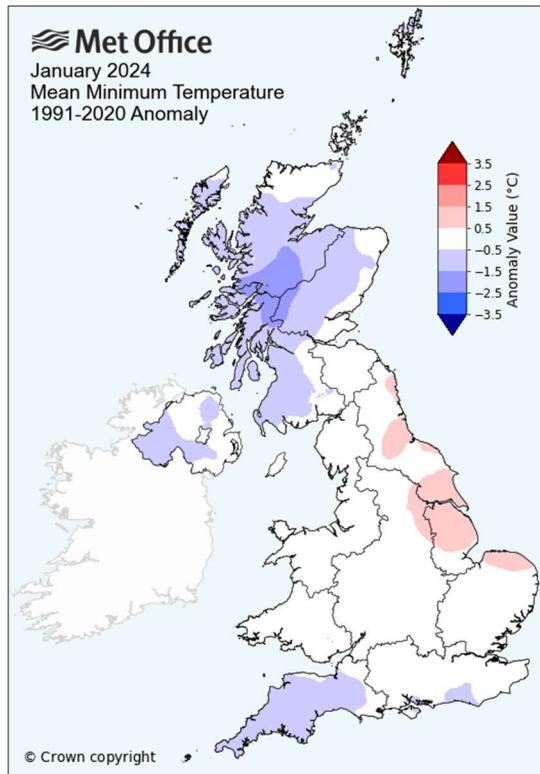 Met Office
January 2024
Mean Minimum Temperature
1991-2020 Anomaly
3.5
2.5
1.5
0.5
−0.5
−1.5
−2.5
−3.5
Anomaly Value (°C)
© Crown copyright